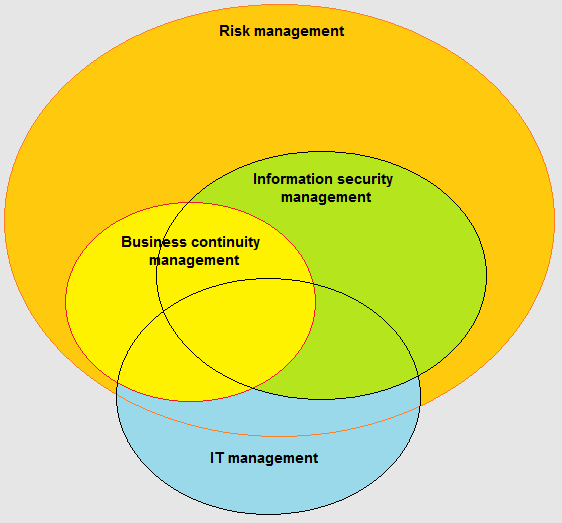 Risk management
Information security
management
Business continuity
management
IT management